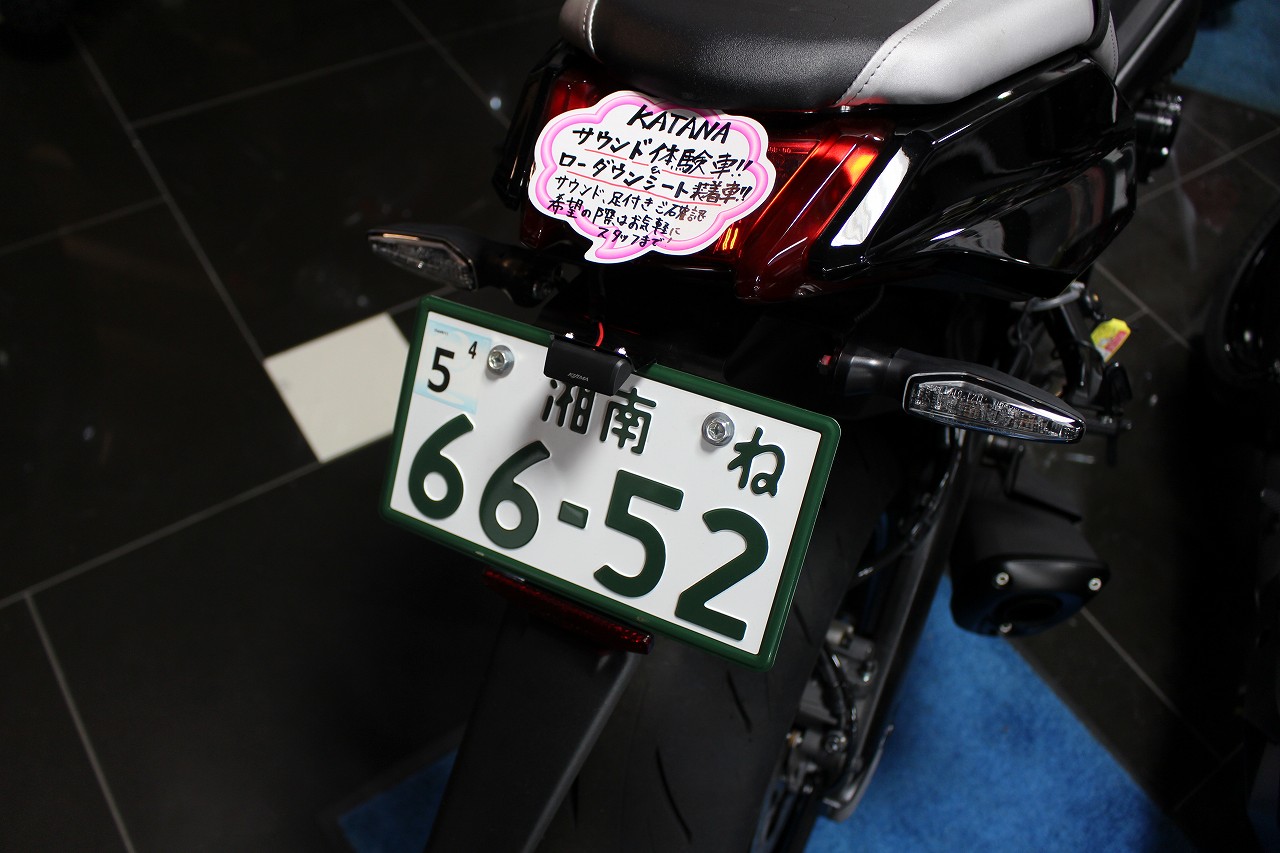 KATANA
サウンド体験車!!
&
ローダウンシート装着車!!
サウンド 足付きご確認
希望の際はお気軽に
スタッフまで
5 4
KATANA
湘南
ね
66-52